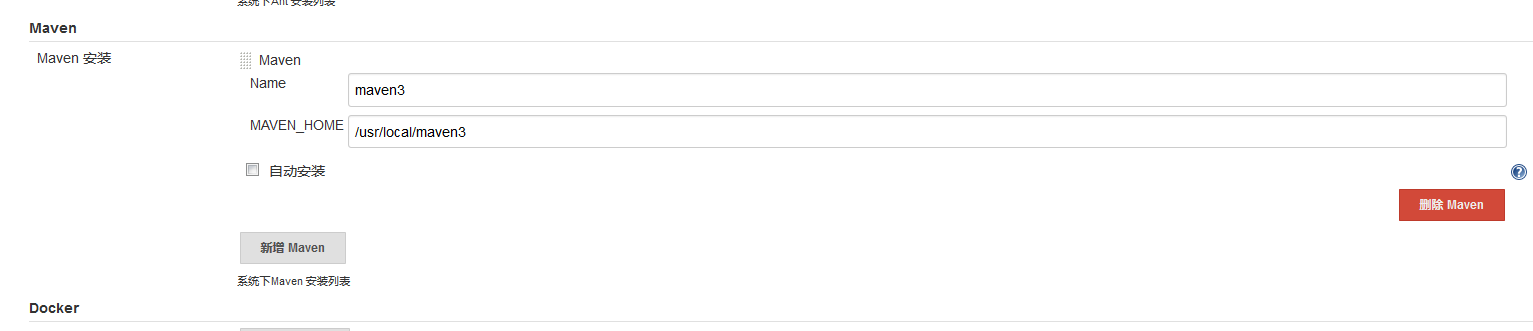 系统下Ant 安装列表
Maven
Maven 安装
Maven
Name
maven3
MAVEN_HOME
/usr/local/maven3
自动安装
删除 Maven
新增 Maven
系统下Maven 安装列表
Docker